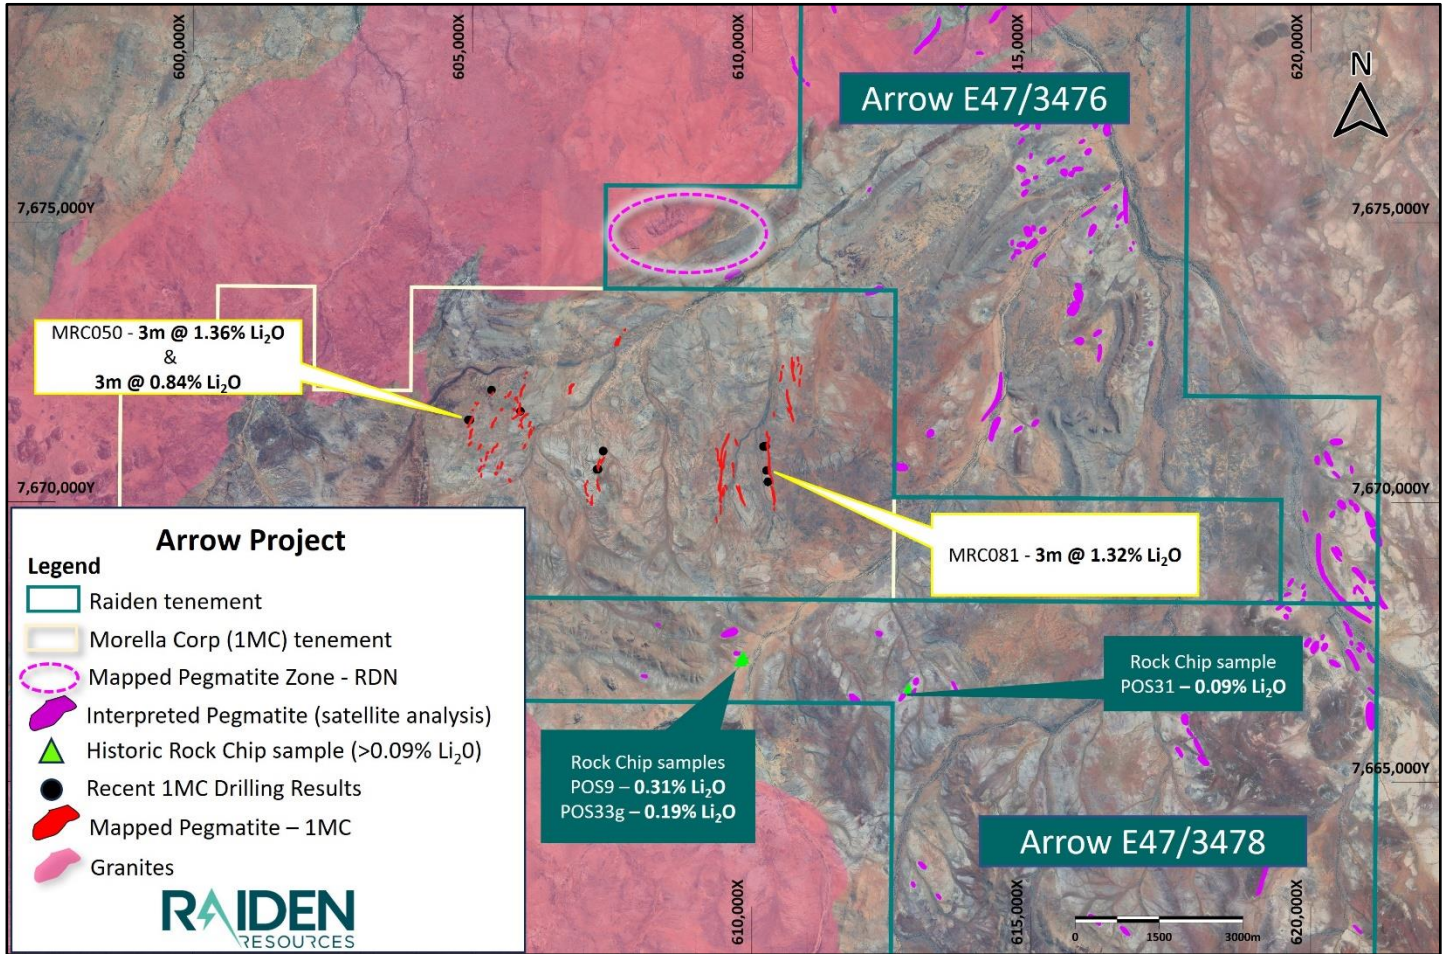 600,000X
605,000X
610,000X
615,000X
620,000X
Arrow E47/3476
N
7,675,000Y
7,675,000Y
MRC050 - 3m @ 1.36% Li₂O
&
3m @ 0.84% Li₂O
7,670,000Y
7,670,000Y
MRC081 - 3m @ 1.32% Li₂O
Arrow Project
Legend
Raiden tenement
Morella Corp (1MC) tenement
Mapped Pegmatite Zone - RDN
Interpreted Pegmatite (satellite analysis)
Historic Rock Chip sample (>0.09% Li₂0)
Recent 1MC Drilling Results
Mapped Pegmatite – 1MC
Granites
RAIDEN
RESOURCES
Rock Chip sample
POS31 – 0.09% Li₂O
Rock Chip samples
POS9 – 0.31% Li₂O
POS33g – 0.19% Li₂O
7,665,000Y
Arrow E47/3478
610,000X
615,000X
620,000X
0 1500 3000m